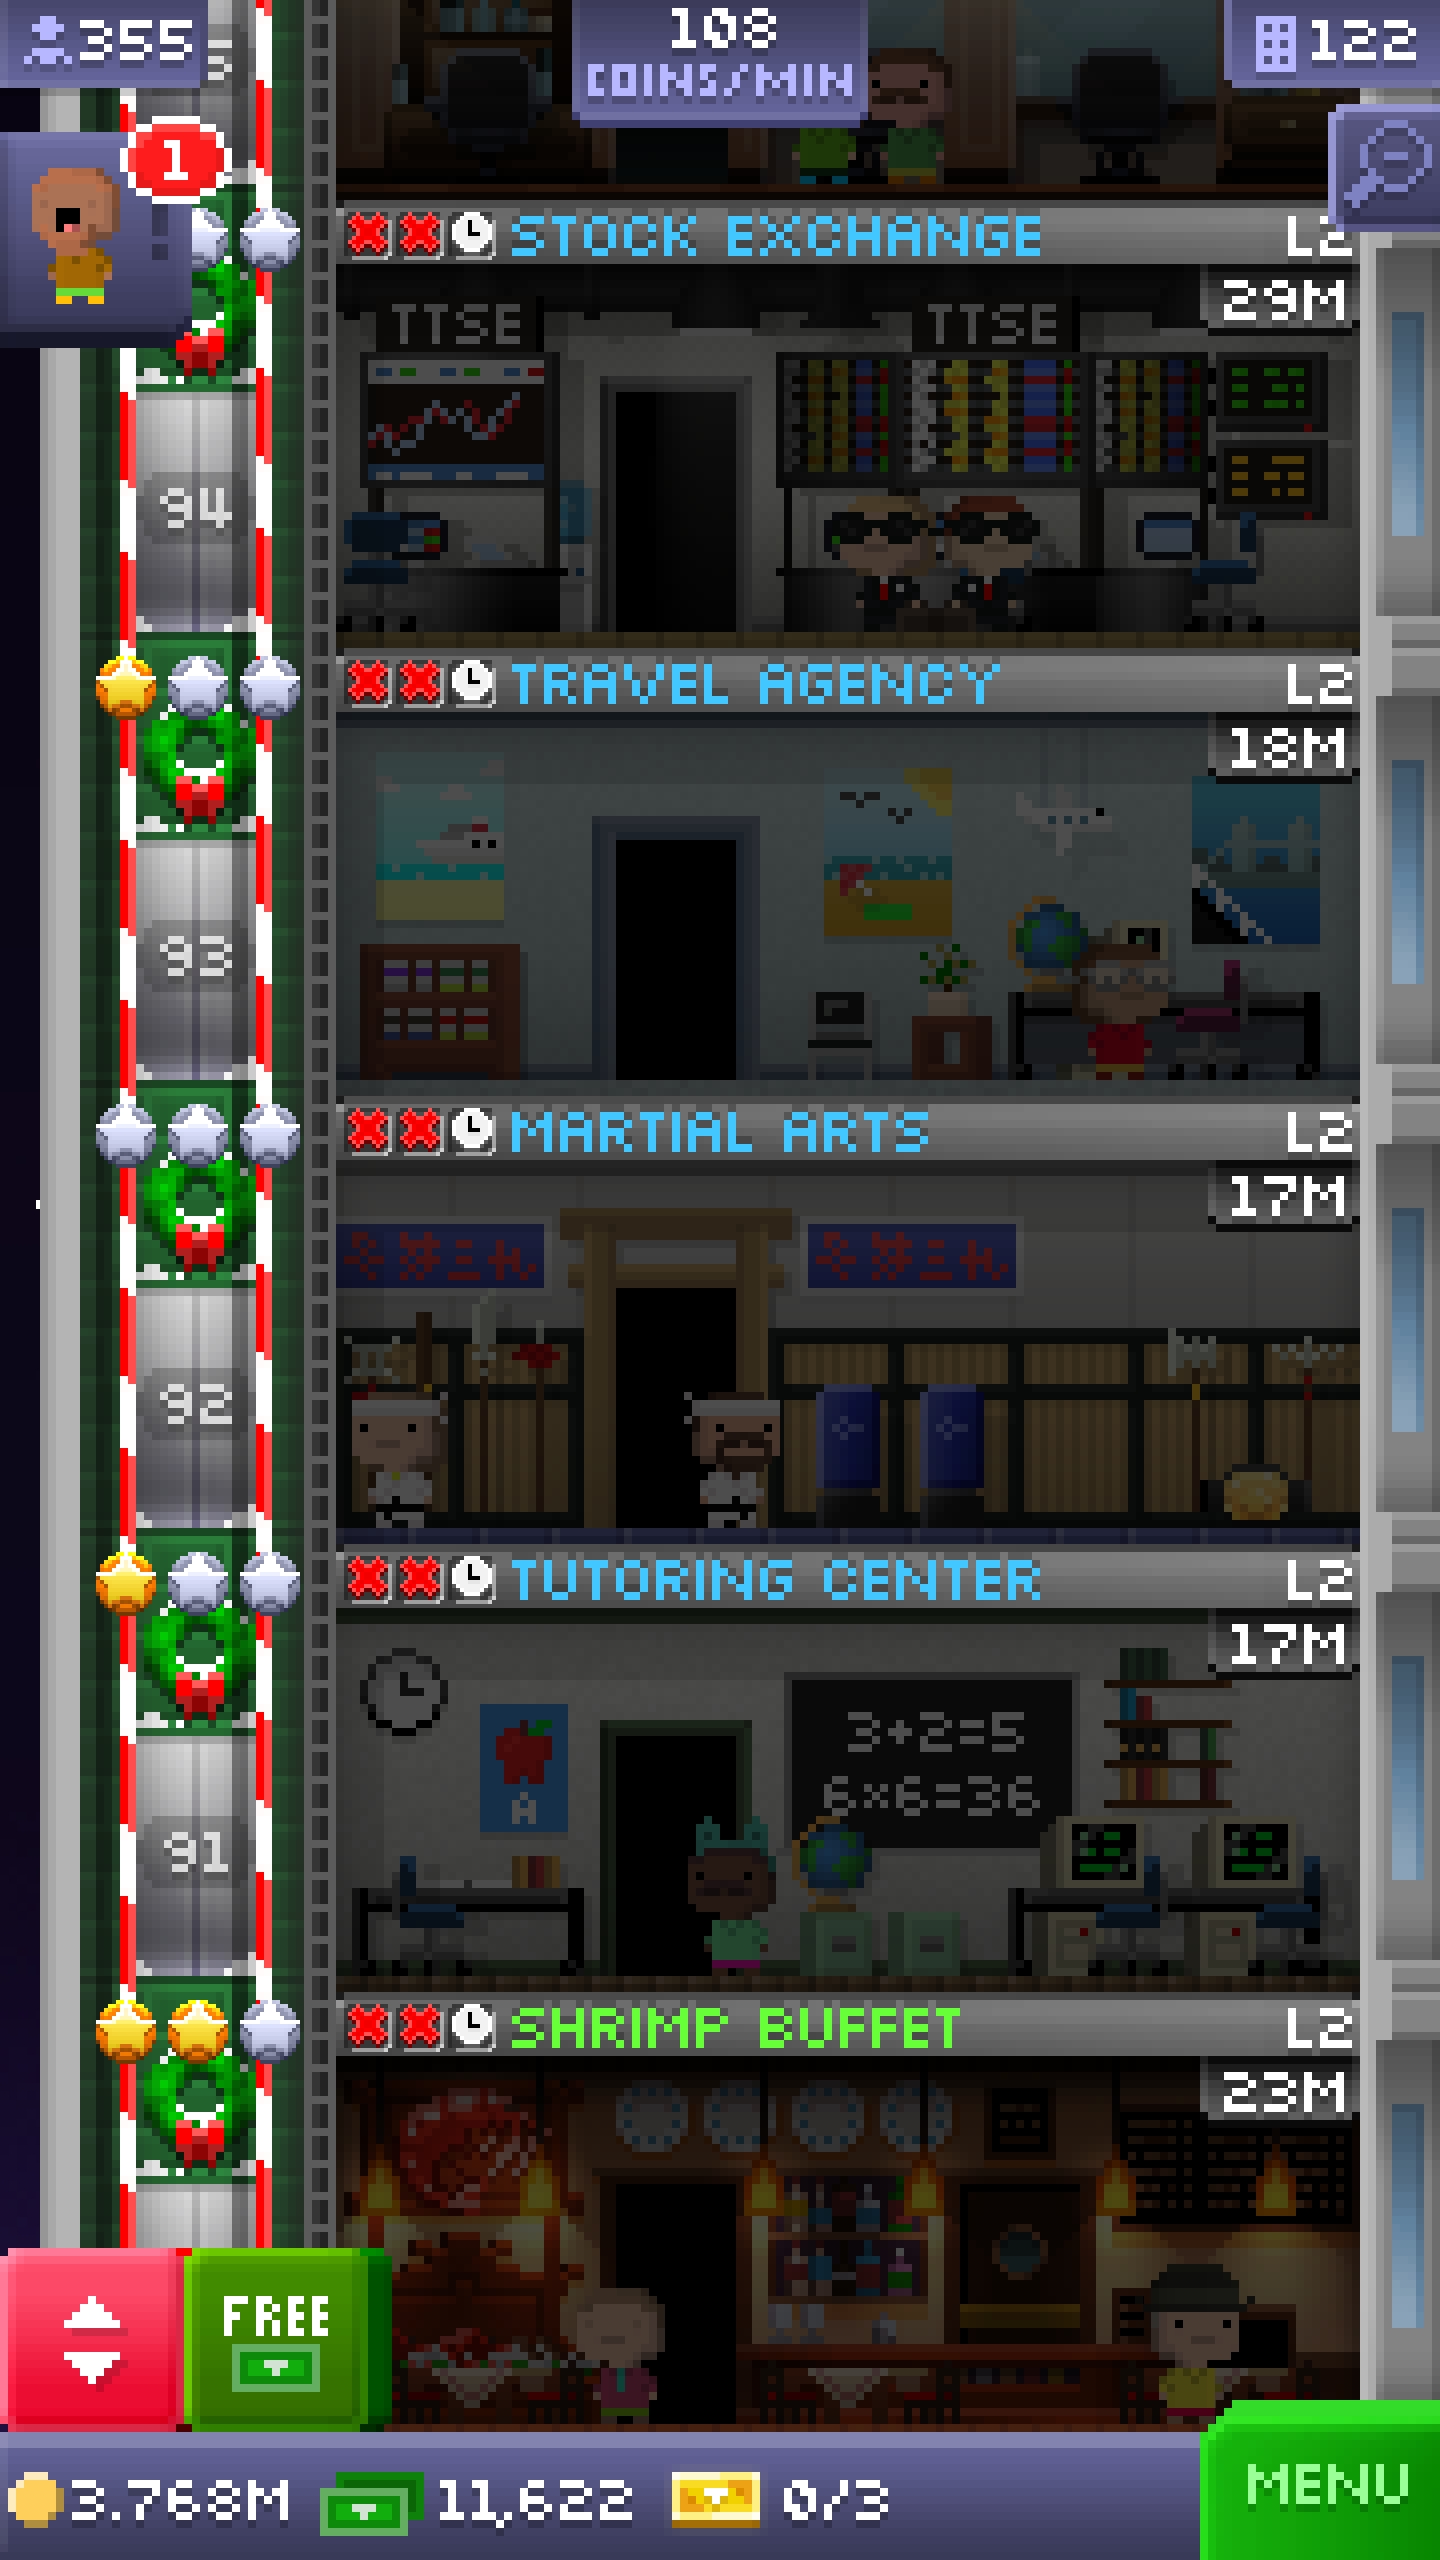 355
108
COINS/MIN
122
1
STOCK EXCHANGE L2
29M
TTSE TTSE
94
TRAVEL AGENCY L2
18M
93
MARTIAL ARTS L2
17M
92
TUTORING CENTER L2
17M
3+2=5
6×6=36
A
91
SHRIMP BUFFET L2
23M
FREE
3.768M 11,622 0/3
MENU